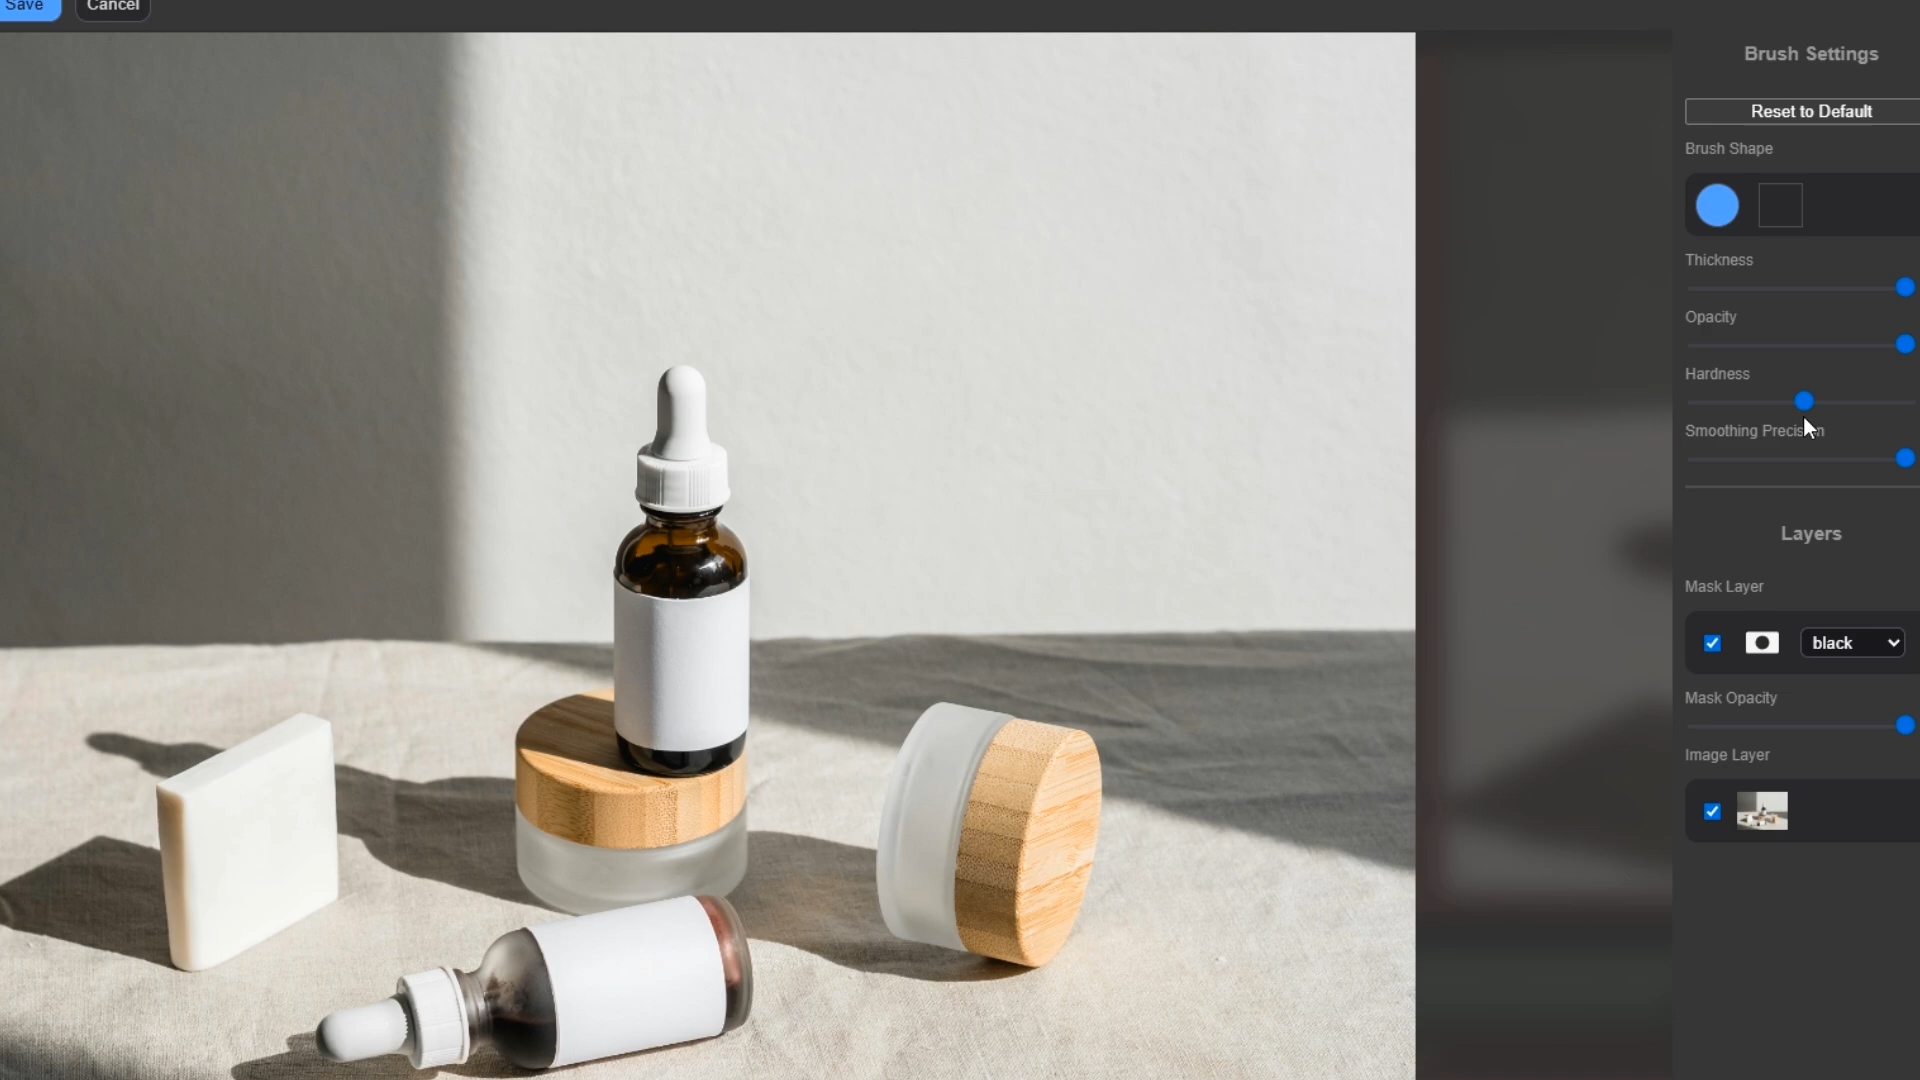 Save
Cancel
Brush Settings
Reset to Default
Brush Shape
Thickness
Opacity
Hardness
Smoothing Precision
Layers
Mask Layer
black
Mask Opacity
Image Layer